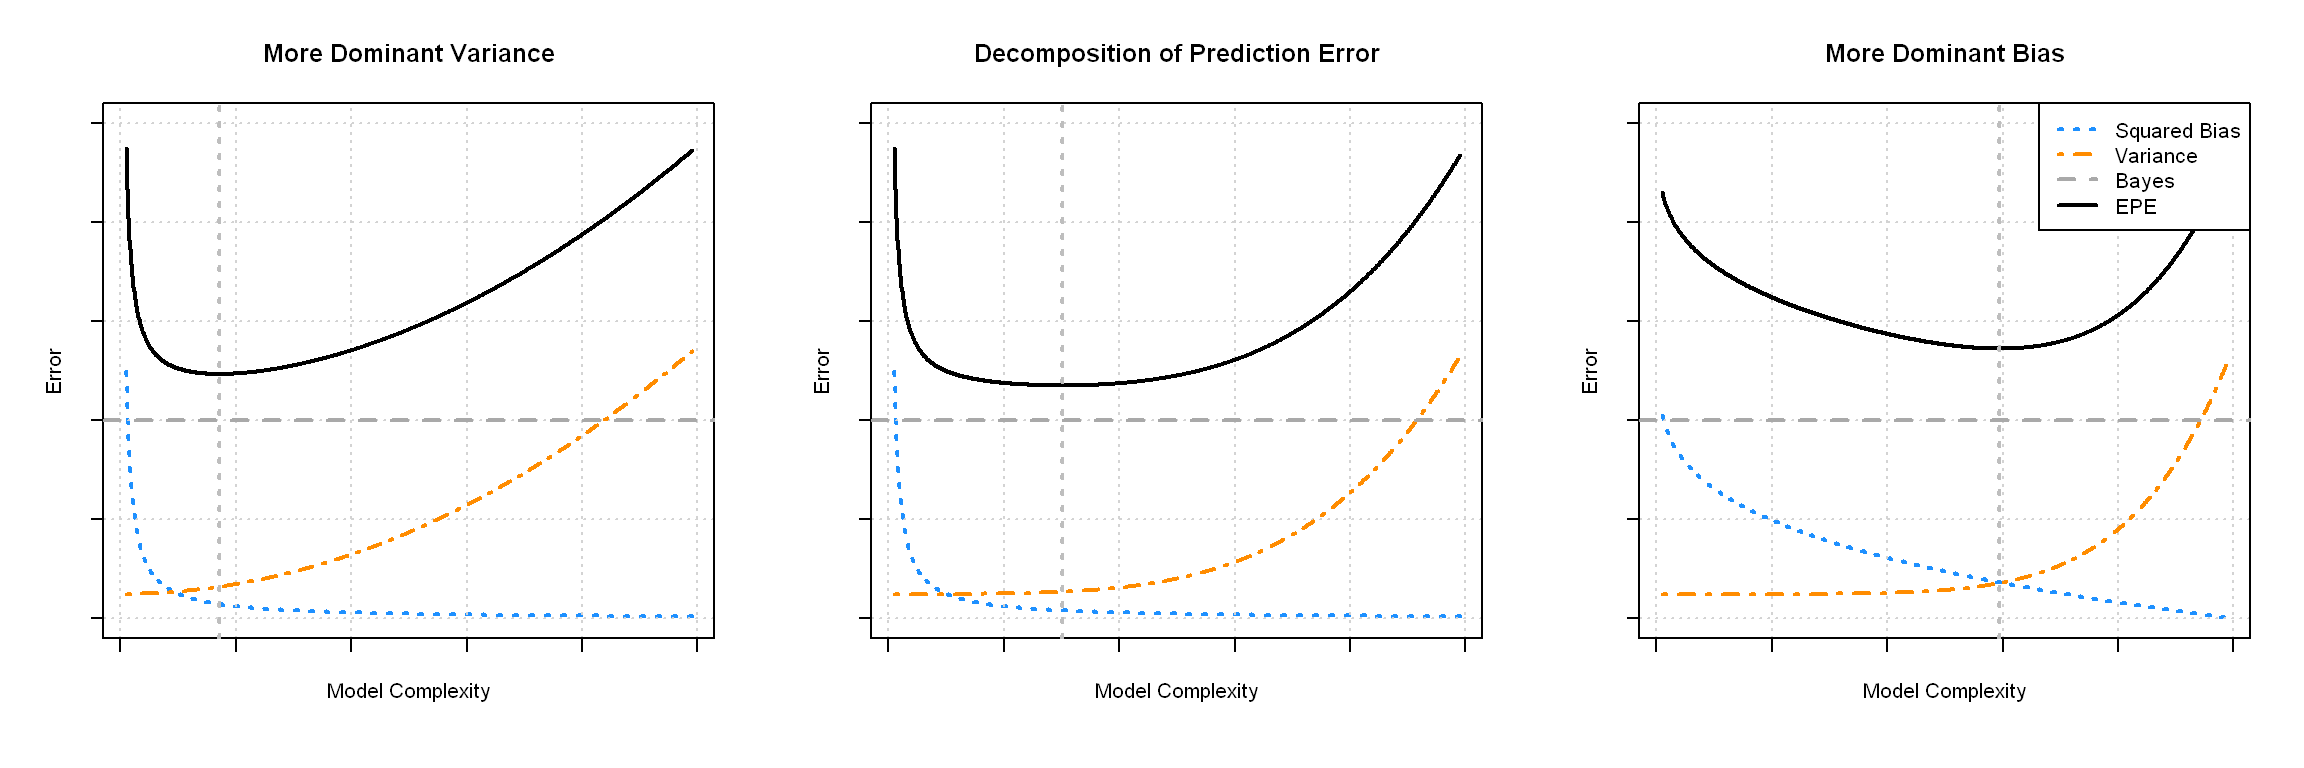 More Dominant Variance
Error
Model Complexity
Decomposition of Prediction Error
Error
Model Complexity
More Dominant Bias
Squared Bias
Variance
Bayes
EPE
Error
Model Complexity